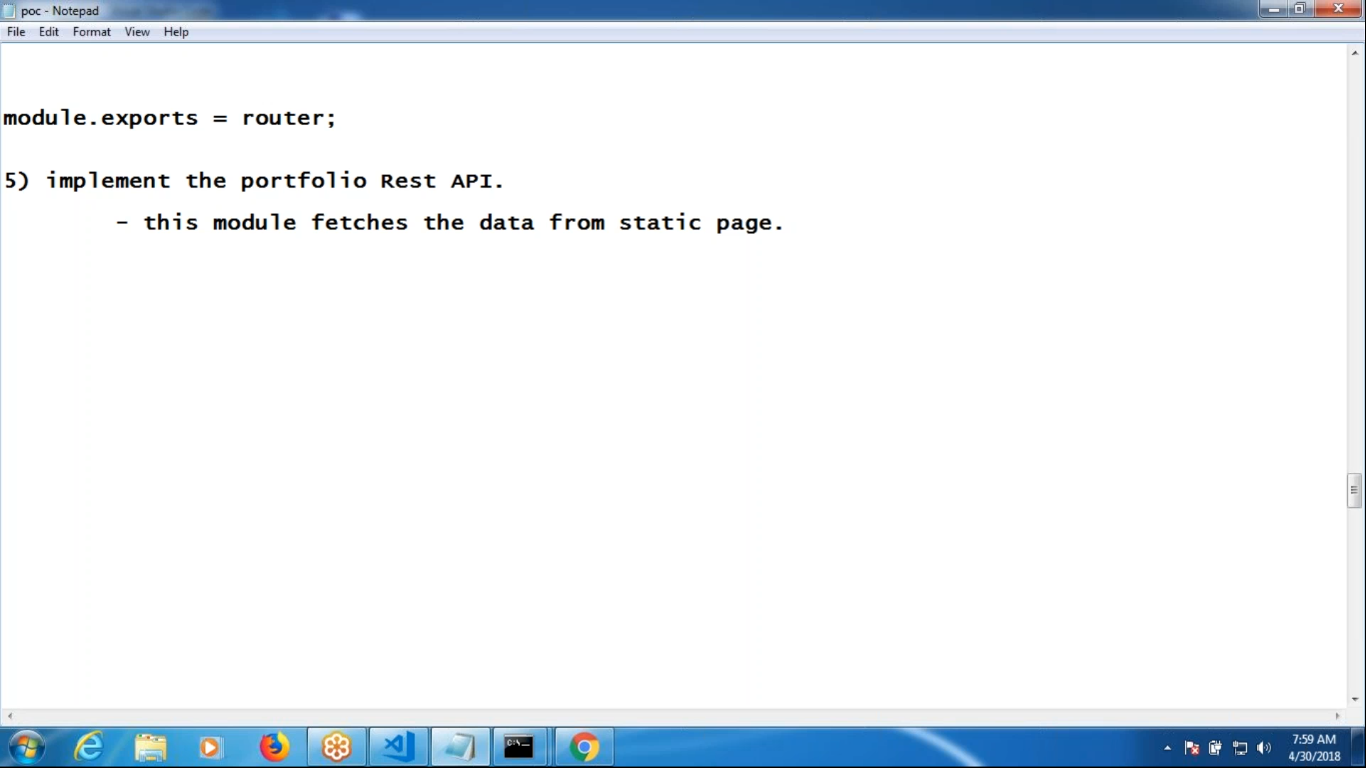 poc - Notepad
File Edit Format View Help
module.exports = router;
5) implement the portfolio Rest API.
- this module fetches the data from static page.
C:\_
7:59 AM
4/30/2018